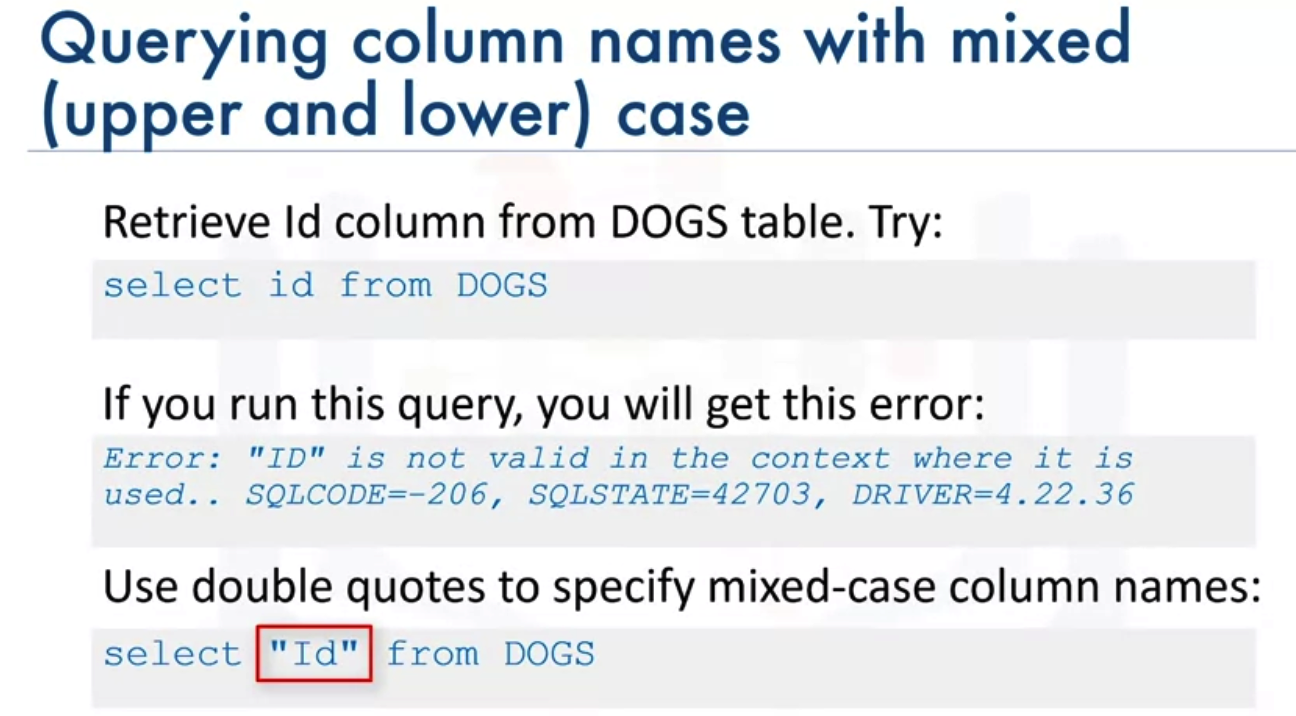 Querying column names with mixed
(upper and lower) case
Retrieve Id column from DOGS table. Try:
select id from DOGS
If you run this query, you will get this error:
Error: "ID" is not valid in the context where it is
used.. SQLCODE=-206, SQLSTATE=42703, DRIVER=4.22.36
Use double quotes to specify mixed-case column names:
select "Id" from DOGS